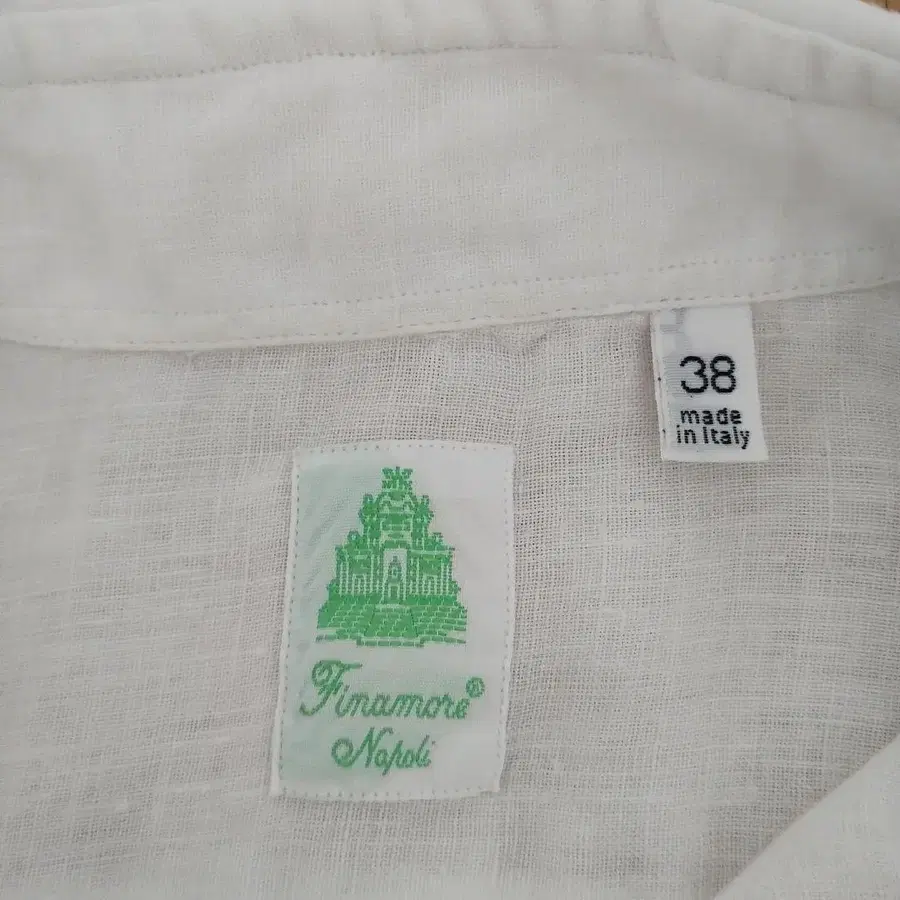 38
made
in Italy
Finamore®
Napoli